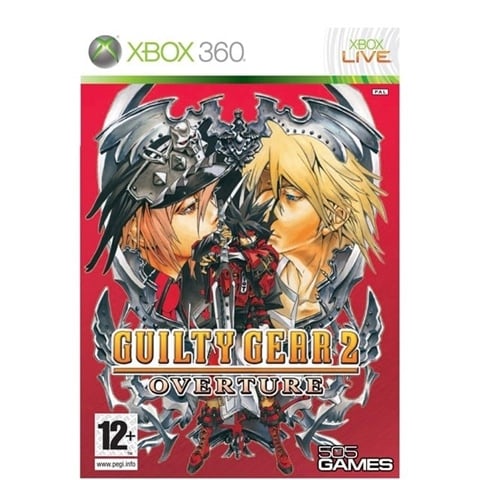 XBOX 360
XBOX
LIVE
PAL
GUILTY GEAR 2
OVERTURE
12+
www.pegi.info
505
GAMES